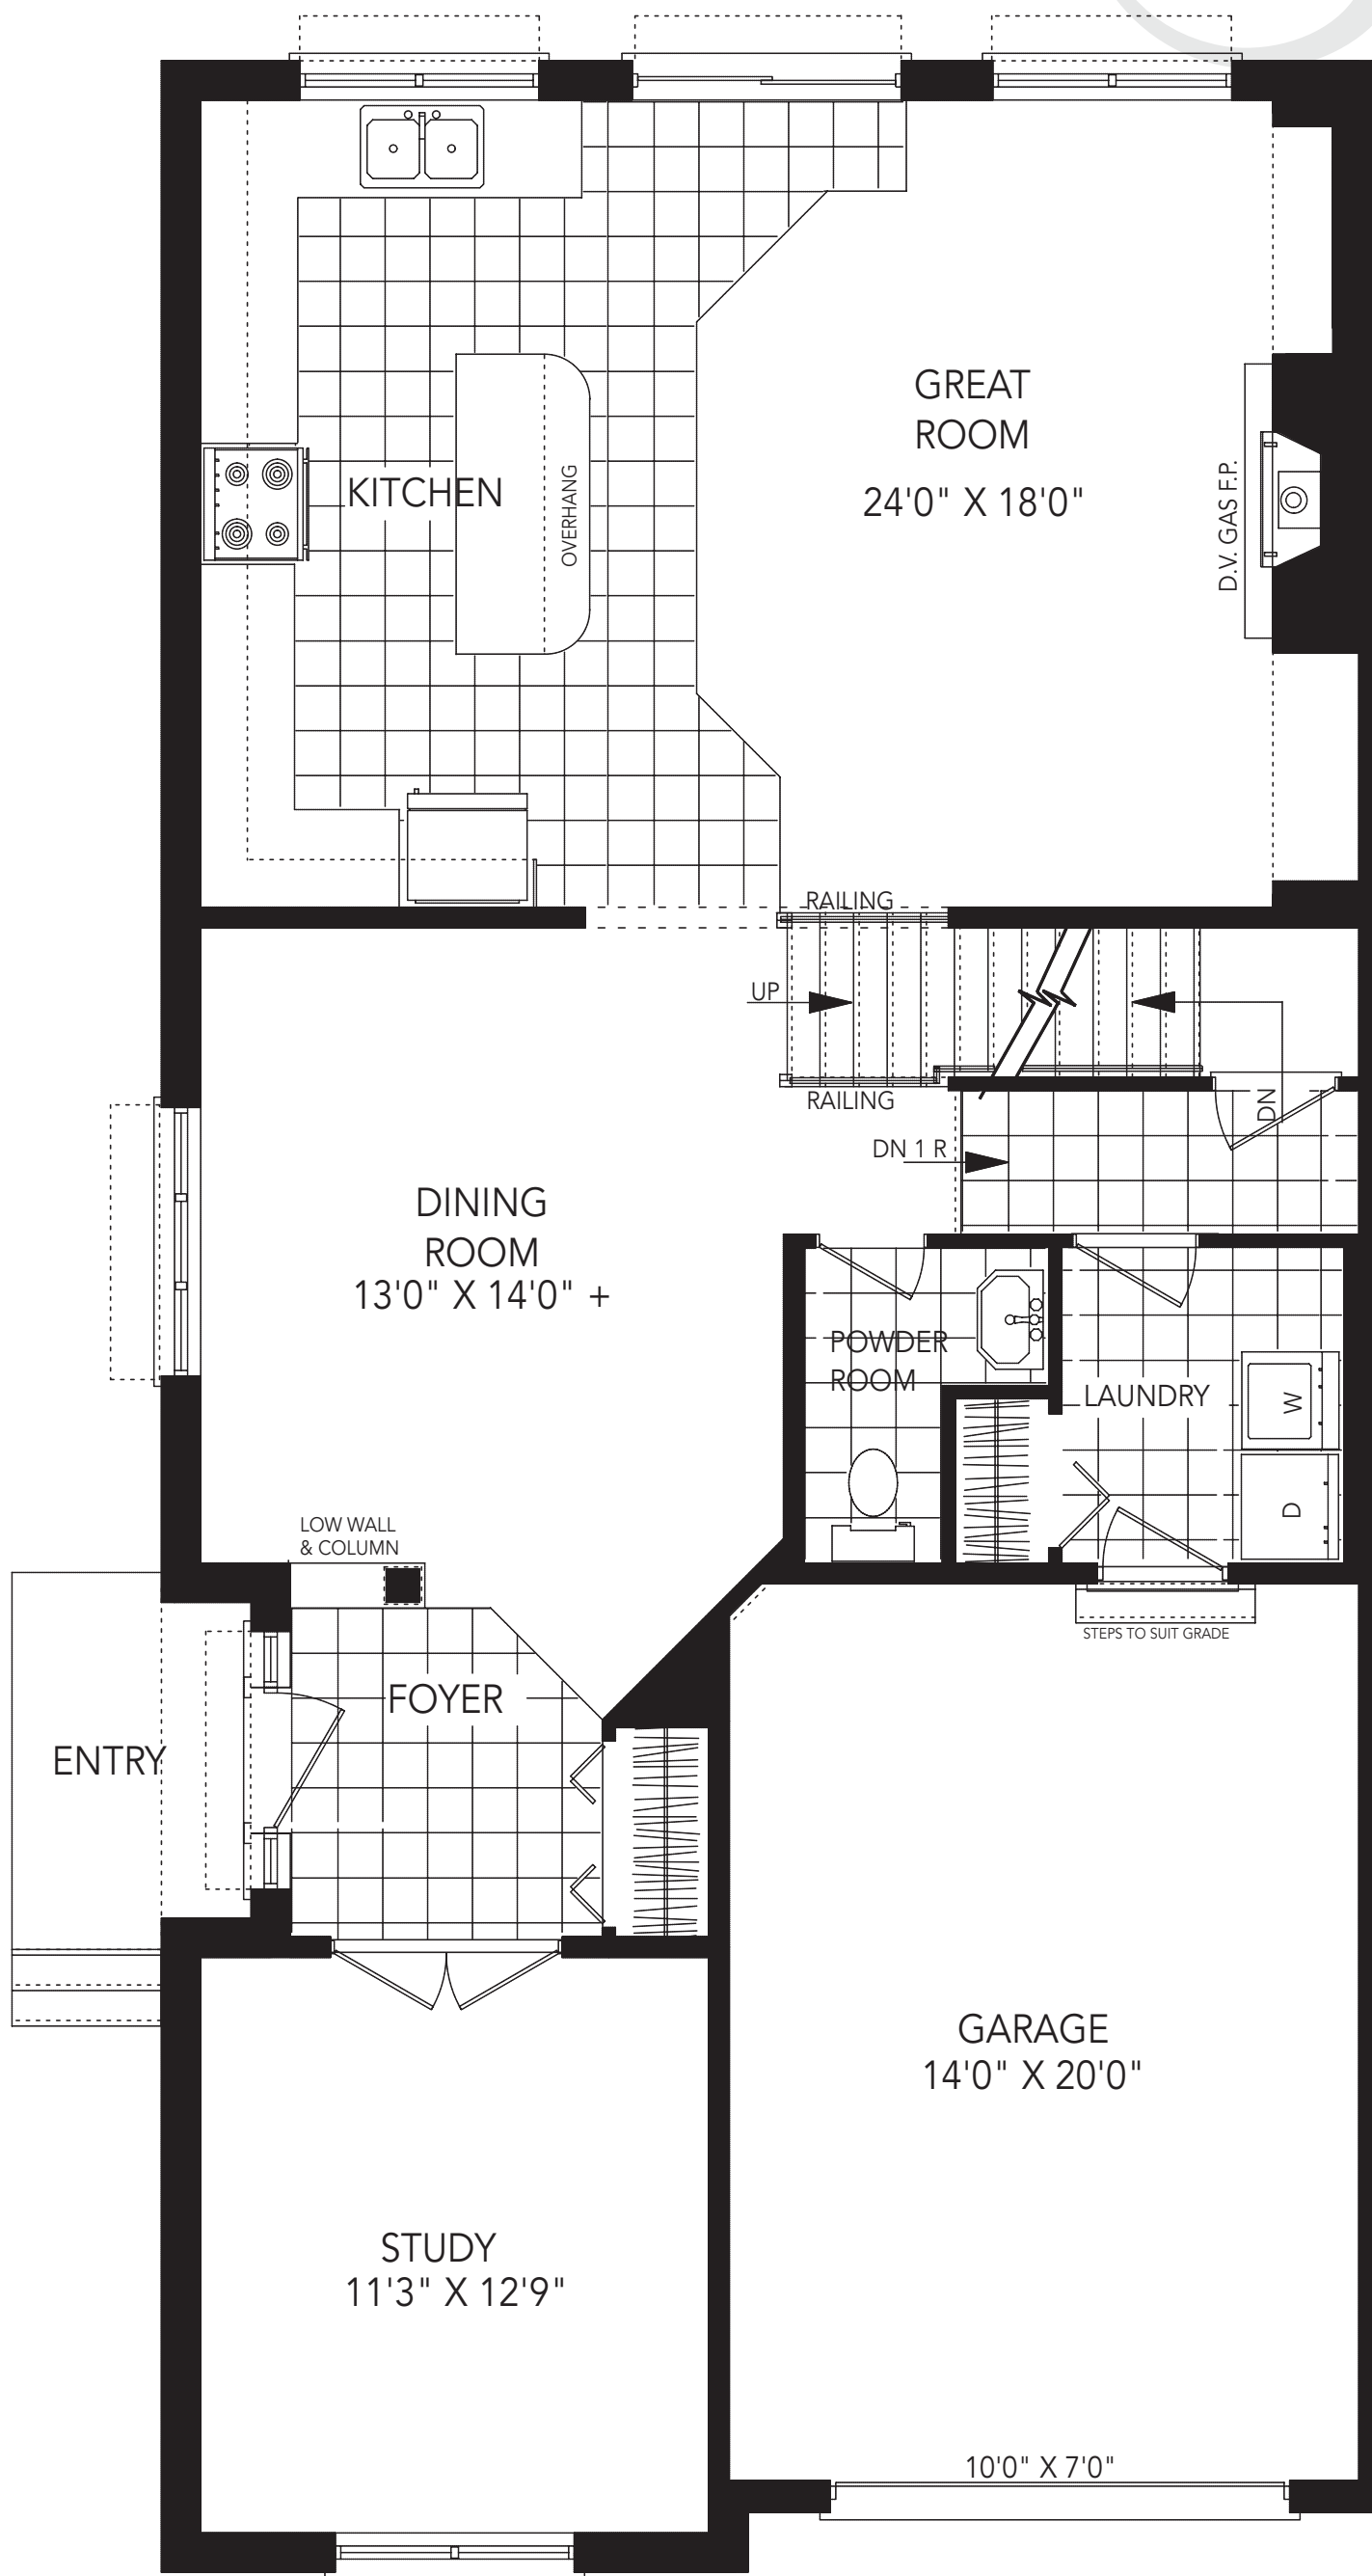 GREAT
ROOM
24'0" X 18'0"
KITCHEN
OVERHANG
D.V. GAS F.P.
RAILING
UP
RAILING
DN
DN 1 R
DINING
ROOM
13'0" X 14'0" +
POWDER
ROOM
LAUNDRY
W
D
LOW WALL
& COLUMN
STEPS TO SUIT GRADE
FOYER
ENTRY
GARAGE
14'0" X 20'0"
STUDY
11'3" X 12'9"
10'0" X 7'0"